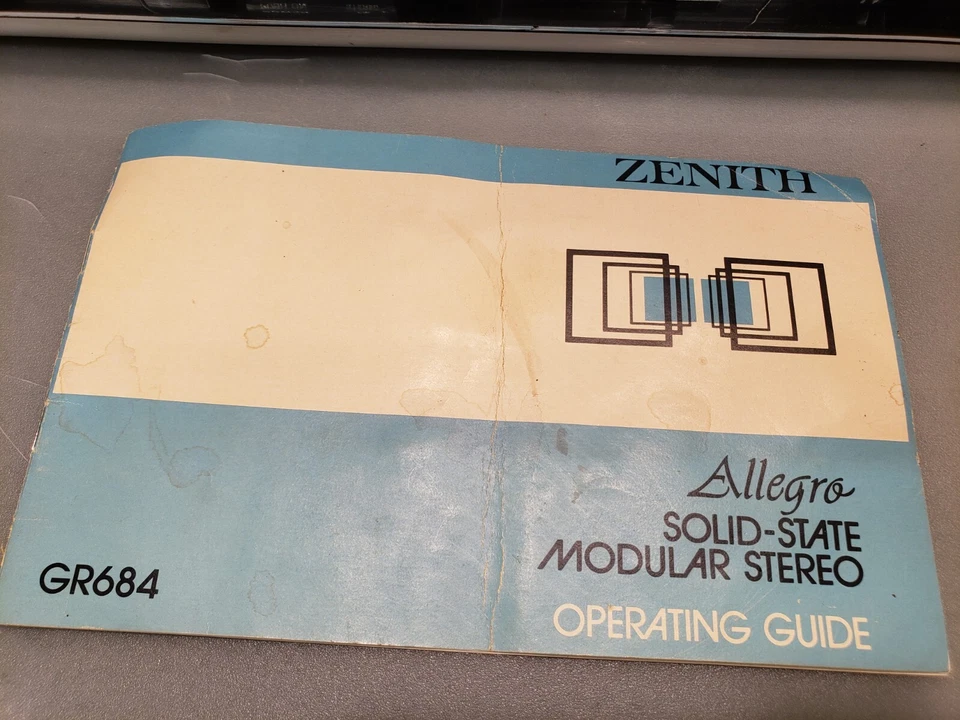 ZENITH
Allegro
SOLID-STATE
MODULAR STEREO
OPERATING GUIDE
GR684